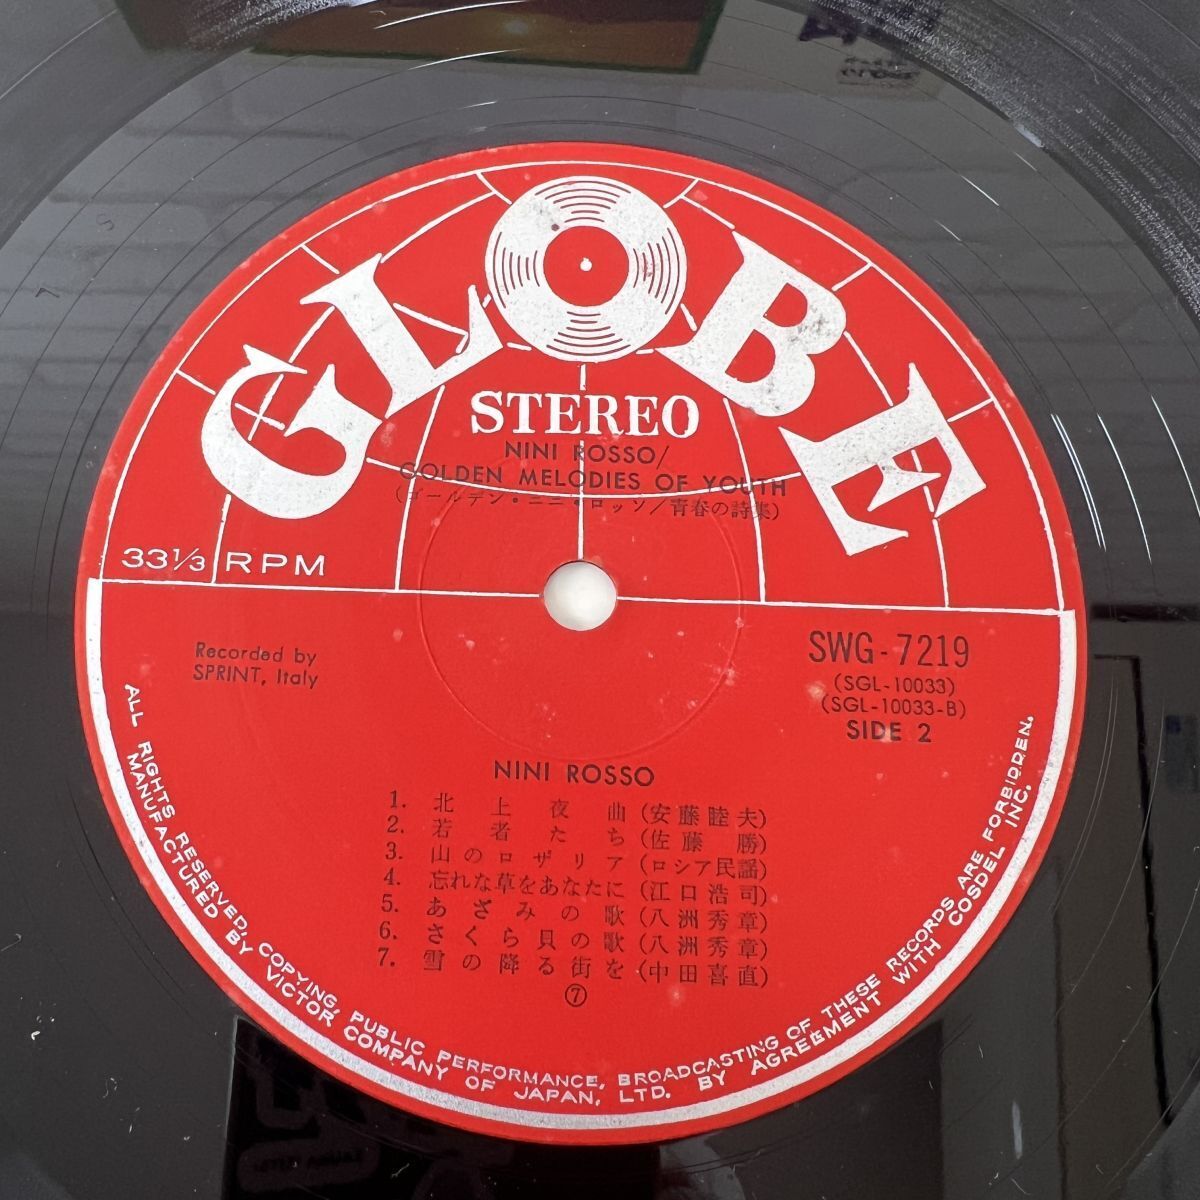 GLOBE
STEREO
NINI ROSSO/
GOLDEN MELODIES OF YOUTH
(ゴールデン・ニニ・ロッソ/青春の詩集)
33 1/3 RPM
Recorded by
SPRINT, Italy
SWG-7219
(SGL-10033)
(SGL-10033-B)
SIDE 2
NINI ROSSO
1. 北上夜曲(安藤睦夫)
2. 若者たち(佐藤勝)
3. 山のロザリア(ロシア民謡)
4. 忘れな草をあなたに(江口浩司)
5. あざみの歌(八洲秀章)
6. さくら貝の歌(八洲秀章)
7. 雪の降る街を(中田喜直)
⑦
ALL RIGHTS RESERVED, COPYING, PUBLIC PERFORMANCE, BROADCASTING OF THESE RECORDS ARE FORBIDDEN.
MANUFACTURED BY VICTOR COMPANY OF JAPAN, LTD. BY AGREEMENT WITH COSDEL INC.